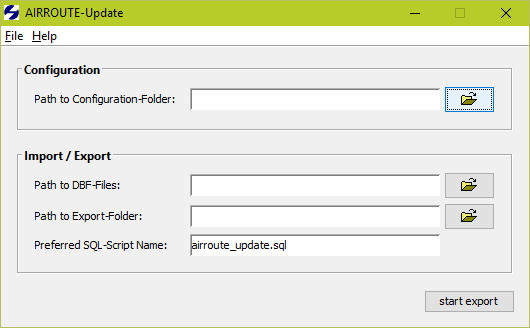 AIRROUTE-Update
File Help
Configuration
Path to Configuration-Folder:
Import / Export
Path to DBF-Files:
Path to Export-Folder:
Preferred SQL-Script Name: airroute_update.sql
start export